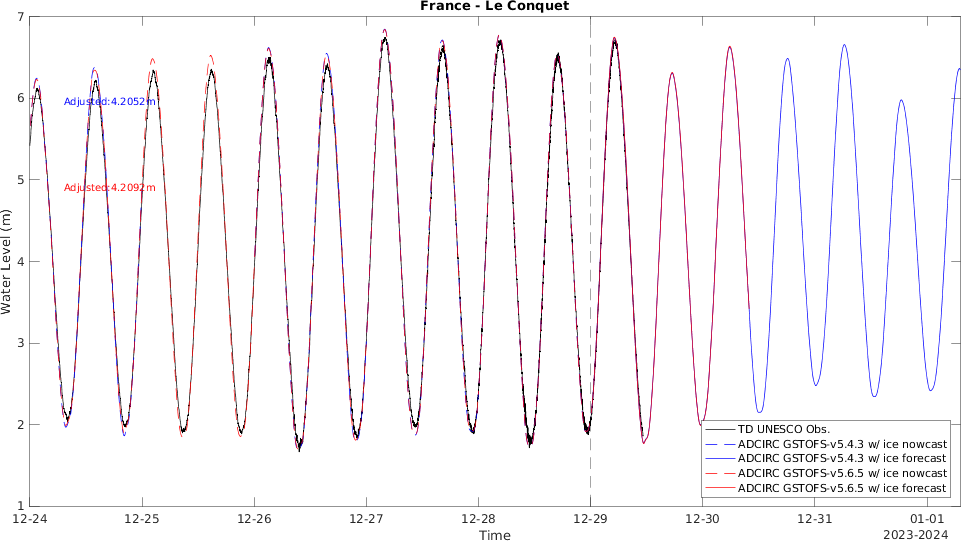 France - Le Conquet
7
6
5
4
3
2
1
Water Level (m)
Adjusted:4.2052m
Adjusted:4.2092m
TD UNESCO Obs.
ADCIRC GSTOFS-v5.4.3 w/ ice nowcast
ADCIRC GSTOFS-v5.4.3 w/ ice forecast
ADCIRC GSTOFS-v5.6.5 w/ ice nowcast
ADCIRC GSTOFS-v5.6.5 w/ ice forecast
12-24 12-25 12-26 12-27 12-28 12-29 12-30 12-31 01-01
Time
2023-2024